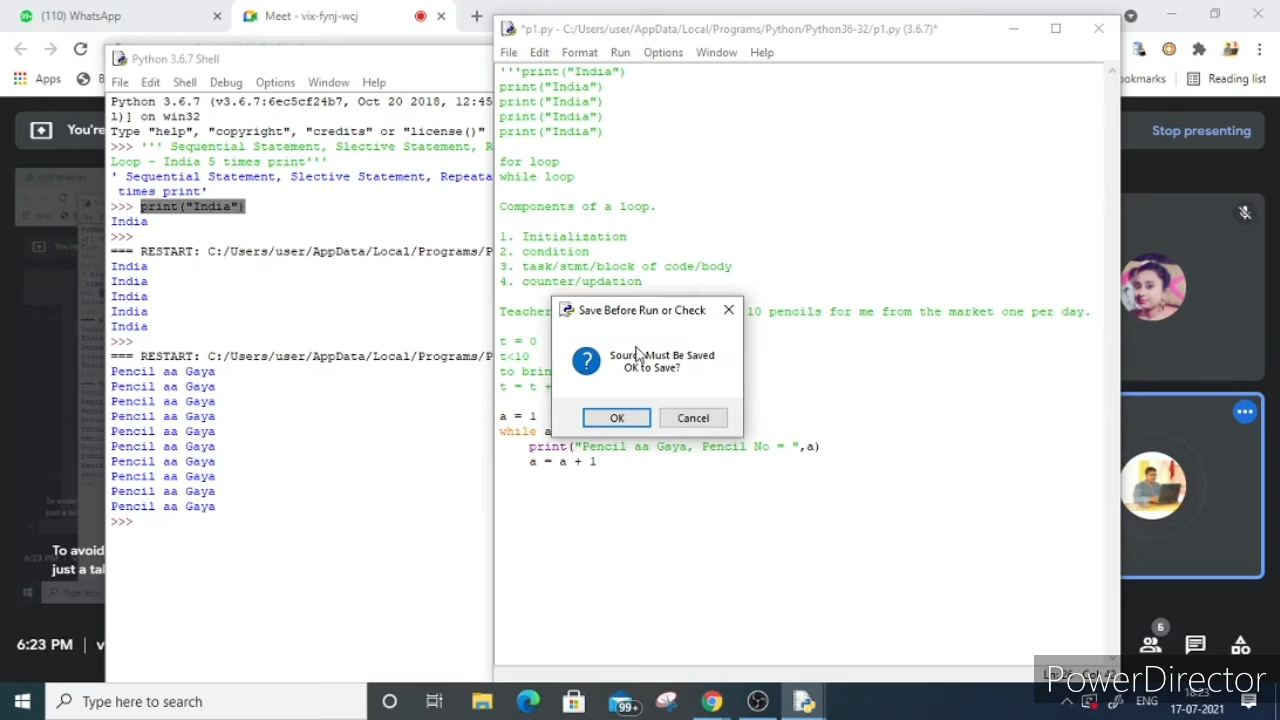 (110) WhatsApp
Meet - vix-fynj-wcj
Apps
okmarks
Reading list
You're
Stop presenting
To avoid
just a ta
6:23 PM
6
Python 3.6.7 Shell
File Edit Shell Debug Options Window Help
Python 3.6.7 (v3.6.7:6ec5cf24b7, Oct 20 2018, 12:45
l)] on win32
Type "help", "copyright", "credits" or "license()"
>>> ''' Sequential Statement, Slective Statement, R
Loop - India 5 times print'''
' Sequential Statement, Slective Statement, Repeata
times print'
>>> print("India")
India
>>>
=== RESTART: C:/Users/user/AppData/Local/Programs/P
India
India
India
India
India
>>>
=== RESTART: C:/Users/user/AppData/Local/Programs/P
Pencil aa Gaya
Pencil aa Gaya
Pencil aa Gaya
Pencil aa Gaya
Pencil aa Gaya
Pencil aa Gaya
Pencil aa Gaya
Pencil aa Gaya
Pencil aa Gaya
Pencil aa Gaya
>>>
*p1.py - C:/Users/user/AppData/Local/Programs/Python/Python36-32/p1.py (3.6.7)*
File Edit Format Run Options Window Help
'''print("India")
print("India")
print("India")
print("India")
print("India")
for loop
while loop
Components of a loop.
1. Initialization
2. condition
3. task/stmt/block of code/body
4. counter/updation
Teacher 10 pencils for me from the market one per day.
t = 0
t<10
to brin
t = t +
a = 1
while a
print("Pencil aa Gaya, Pencil No = ",a)
a = a + 1
Save Before Run or Check
Source Must Be Saved
OK to Save?
OK Cancel
PowerDirector
Type here to search
99+
ENG
17-07-2021